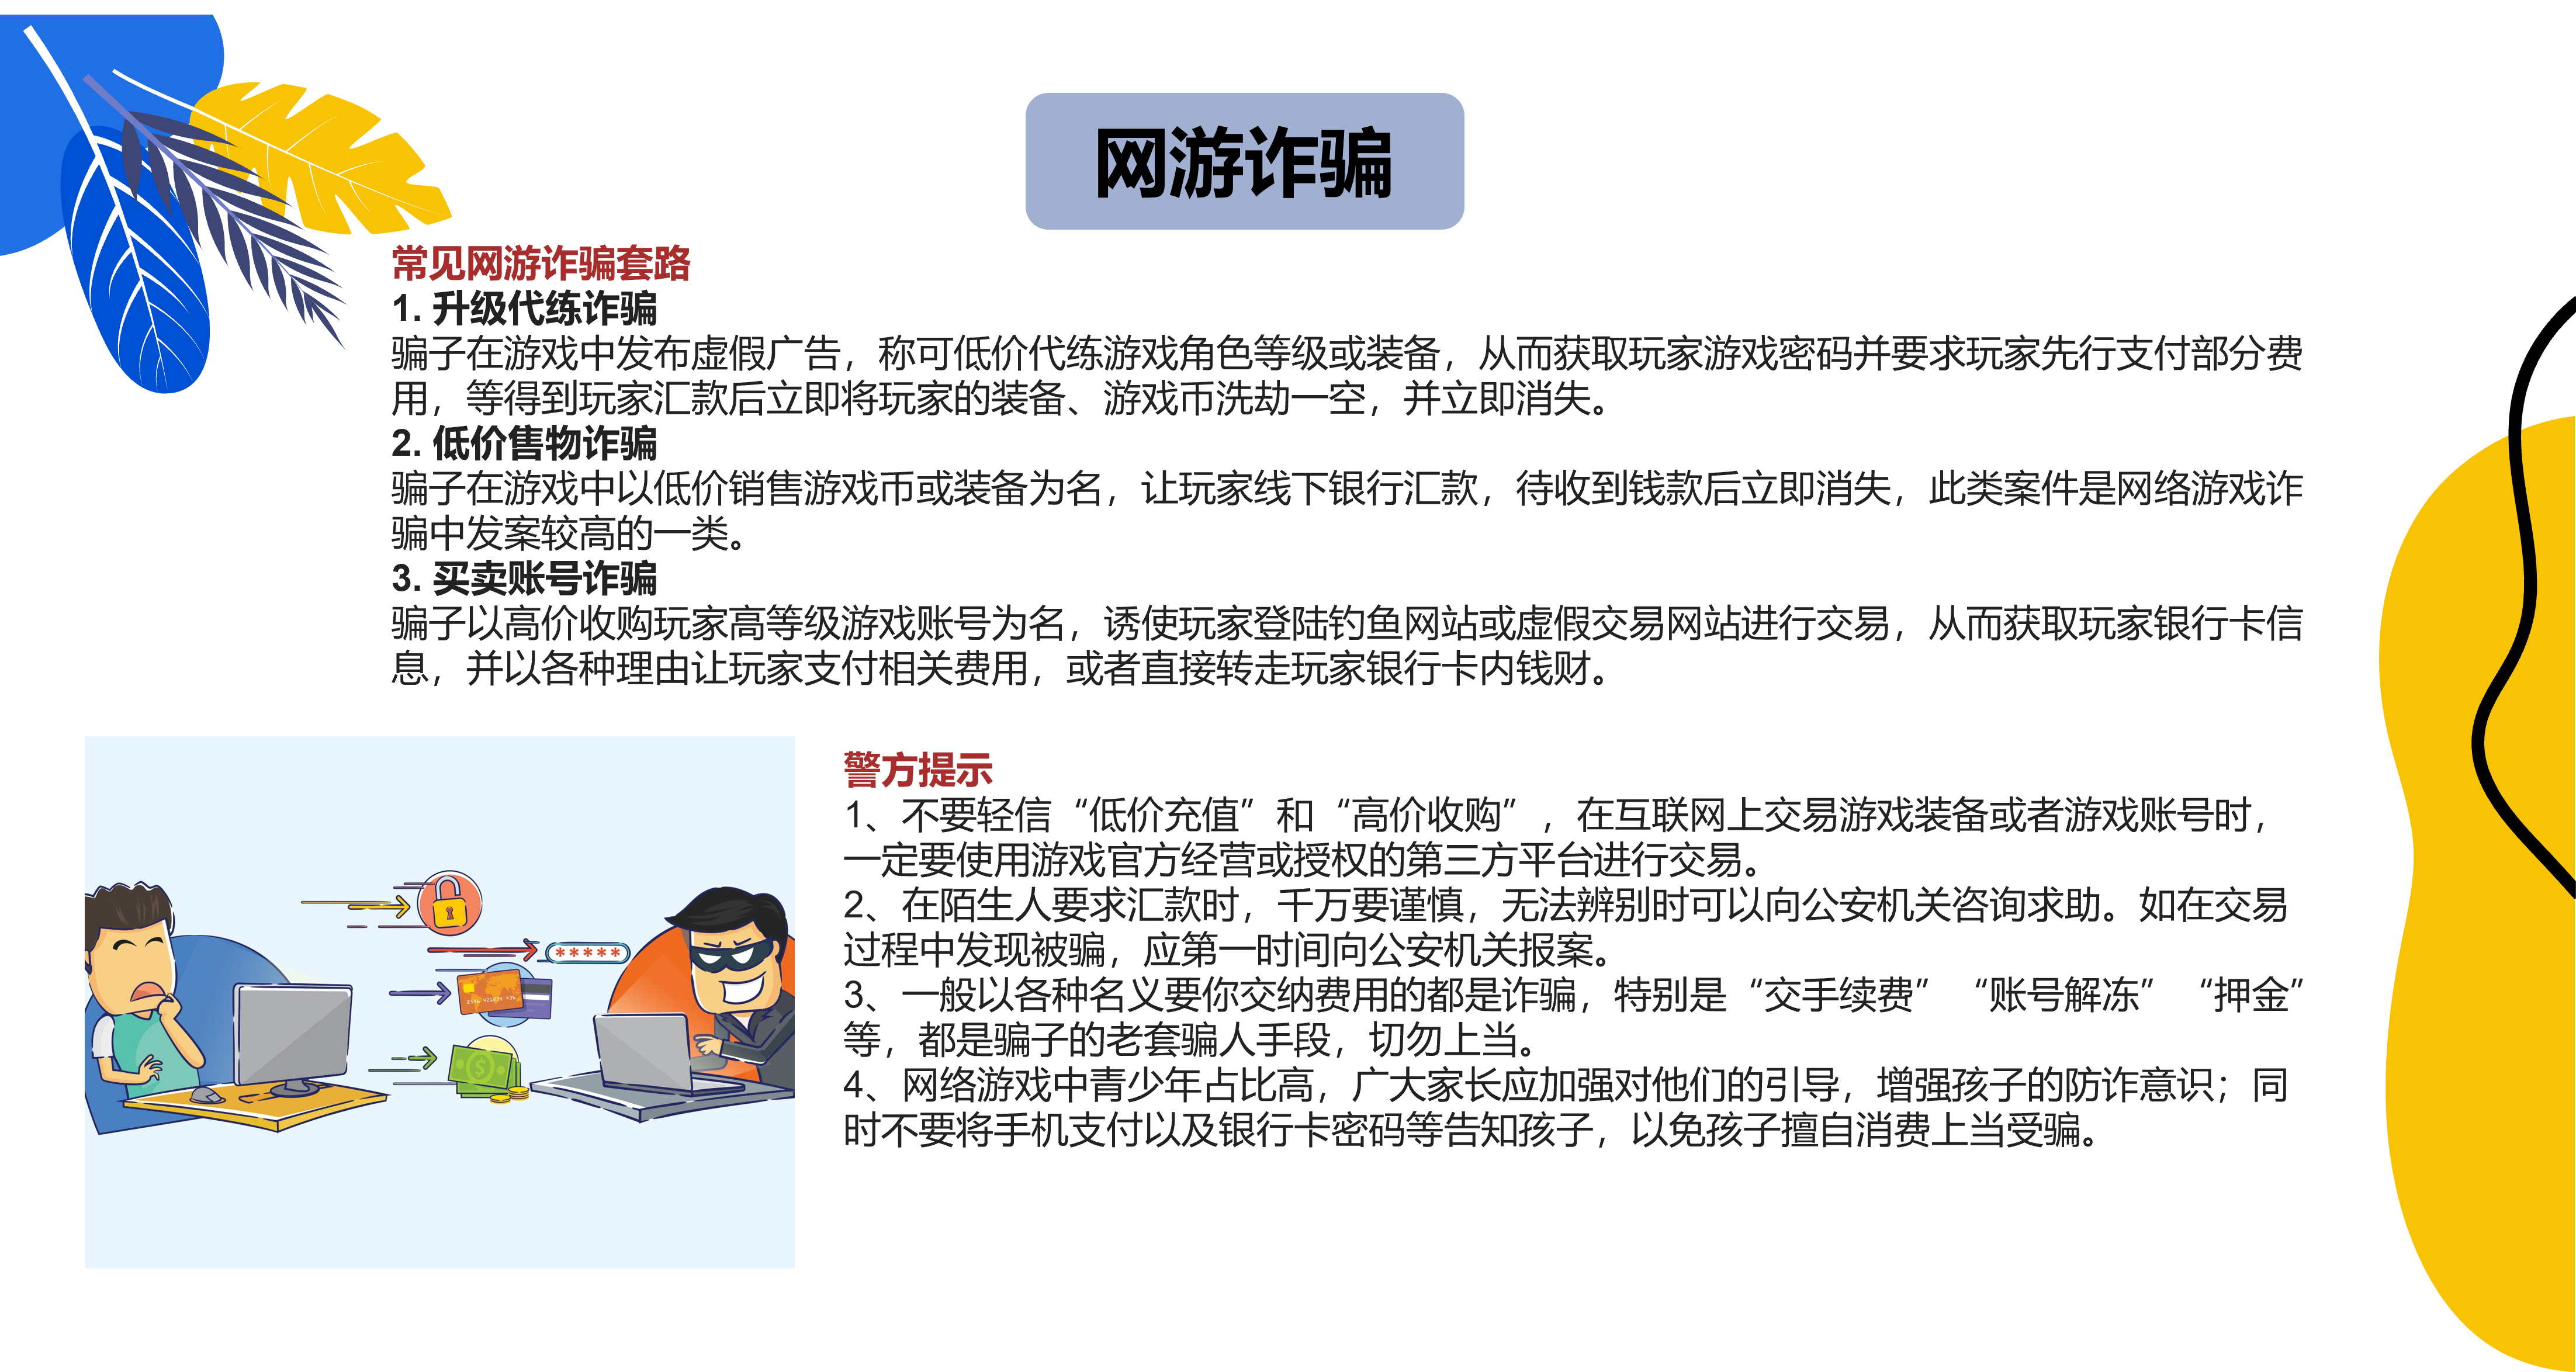 网游诈骗
常见网游诈骗套路
1. 升级代练诈骗
骗子在游戏中发布虚假广告，称可低价代练游戏角色等级或装备，从而获取玩家游戏密码并要求玩家先行支付部分费
用，等得到玩家汇款后立即将玩家的装备、游戏币洗劫一空，并立即消失。
2. 低价售物诈骗
骗子在游戏中以低价销售游戏币或装备为名，让玩家线下银行汇款，待收到钱款后立即消失，此类案件是网络游戏诈
骗中发案较高的一类。
3. 买卖账号诈骗
骗子以高价收购玩家高等级游戏账号为名，诱使玩家登陆钓鱼网站或虚假交易网站进行交易，从而获取玩家银行卡信
息，并以各种理由让玩家支付相关费用，或者直接转走玩家银行卡内钱财。
警方提示
1、不要轻信“低价充值”和“高价收购”，在互联网上交易游戏装备或者游戏账号时，
一定要使用游戏官方经营或授权的第三方平台进行交易。
2、在陌生人要求汇款时，千万要谨慎，无法辨别时可以向公安机关咨询求助。如在交易
过程中发现被骗，应第一时间向公安机关报案。
3、一般以各种名义要你交纳费用的都是诈骗，特别是“交手续费”“账号解冻”“押金”
等，都是骗子的老套骗人手段，切勿上当。
4、网络游戏中青少年占比高，广大家长应加强对他们的引导，增强孩子的防诈意识；同
时不要将手机支付以及银行卡密码等告知孩子，以免孩子擅自消费上当受骗。
*****
$